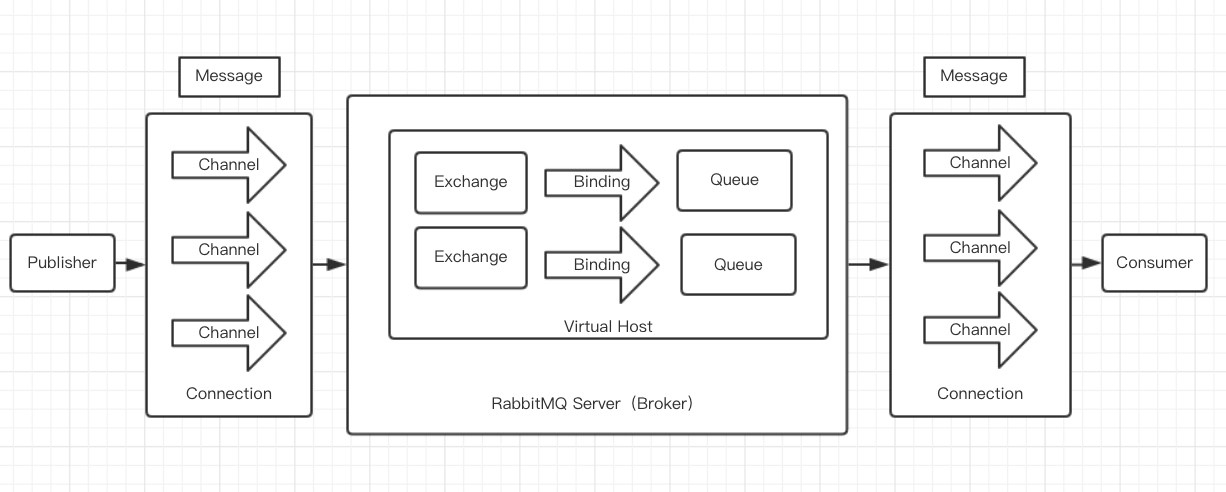 Message
Message
Channel
Channel
Exchange
Binding
Queue
Channel
Channel
Exchange
Binding
Queue
Publisher
Consumer
Virtual Host
Channel
Channel
Connection
Connection
RabbitMQ Server（Broker）